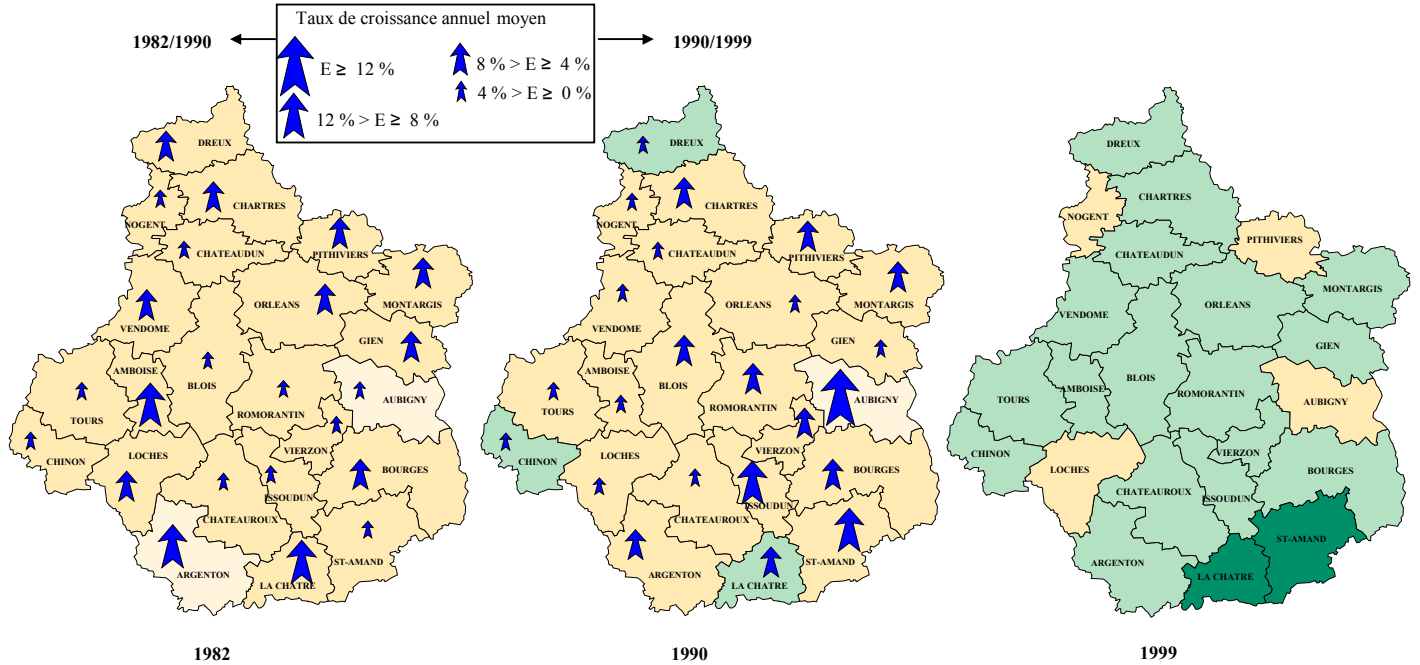 Taux de croissance annuel moyen
1982/1990
1990/1999
E ≥ 12 %
8 % > E ≥ 4 %
4 % > E ≥ 0 %
12 % > E ≥ 8 %
DREUX
CHARTRES
NOGENT
CHATEAUDUN
PITHIVIERS
ORLEANS
MONTARGIS
VENDOME
GIEN
AMBOISE
BLOIS
AUBIGNY
ROMORANTIN
TOURS
VIERZON
CHINON
LOCHES
BOURGES
ISSOUDUN
CHATEAUROUX
ST-AMAND
ARGENTON
LA CHATRE
1982
DREUX
CHARTRES
NOGENT
CHATEAUDUN
PITHIVIERS
ORLEANS
MONTARGIS
VENDOME
GIEN
AMBOISE
BLOIS
AUBIGNY
ROMORANTIN
TOURS
VIERZON
CHINON
LOCHES
BOURGES
ISSOUDUN
CHATEAUROUX
ST-AMAND
ARGENTON
LA CHATRE
1990
DREUX
CHARTRES
NOGENT
PITHIVIERS
CHATEAUDUN
MONTARGIS
ORLEANS
VENDOME
GIEN
BLOIS
AMBOISE
ROMORANTIN
TOURS
AUBIGNY
VIERZON
CHINON
LOCHES
BOURGES
CHATEAUROUX
ISSOUDUN
ST-AMAND
ARGENTON
LA CHATRE
1999